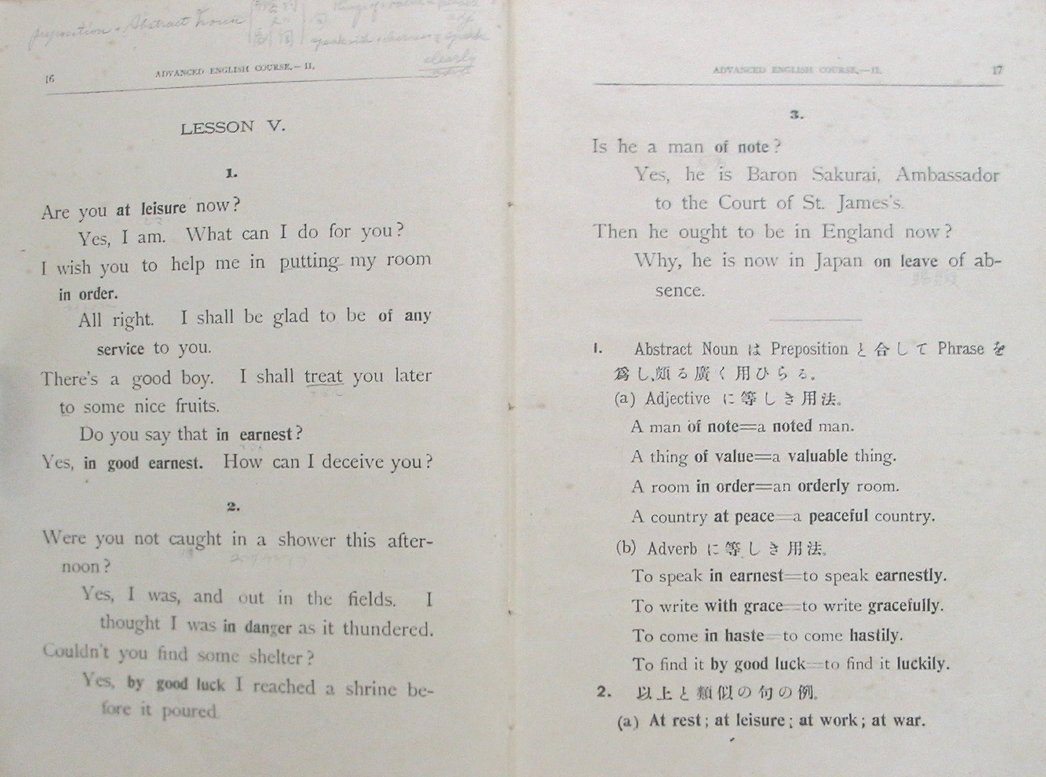 preposition + Abstract noun
clearly
16
ADVANCED ENGLISH COURSE.—II.
LESSON V.
1.
Are you at leisure now?
Yes, I am. What can I do for you?
I wish you to help me in putting my room
in order.
All right. I shall be glad to be of any
service to you.
There's a good boy. I shall treat you later
to some nice fruits.
Do you say that in earnest?
Yes, in good earnest. How can I deceive you?
2.
Were you not caught in a shower this after-
noon?
Yes, I was, and out in the fields. I
thought I was in danger as it thundered.
Couldn't you find some shelter?
Yes, by good luck I reached a shrine be-
fore it poured.
ADVANCED ENGLISH COURSE.—II.
17
3.
Is he a man of note?
Yes, he is Baron Sakurai, Ambassador
to the Court of St. James's.
Then he ought to be in England now?
Why, he is now in Japan on leave of ab-
sence.
1. Abstract Noun は Preposition と合して Phrase を
爲し、頗る廣く用ひらる。
(a) Adjective に等しき用法。
A man of note=a noted man.
A thing of value=a valuable thing.
A room in order=an orderly room.
A country at peace=a peaceful country.
(b) Adverb に等しき用法。
To speak in earnest=to speak earnestly.
To write with grace=to write gracefully.
To come in haste=to come hastily.
To find it by good luck=to find it luckily.
2. 以上と類似の句の例。
(a) At rest; at leisure; at work; at war.